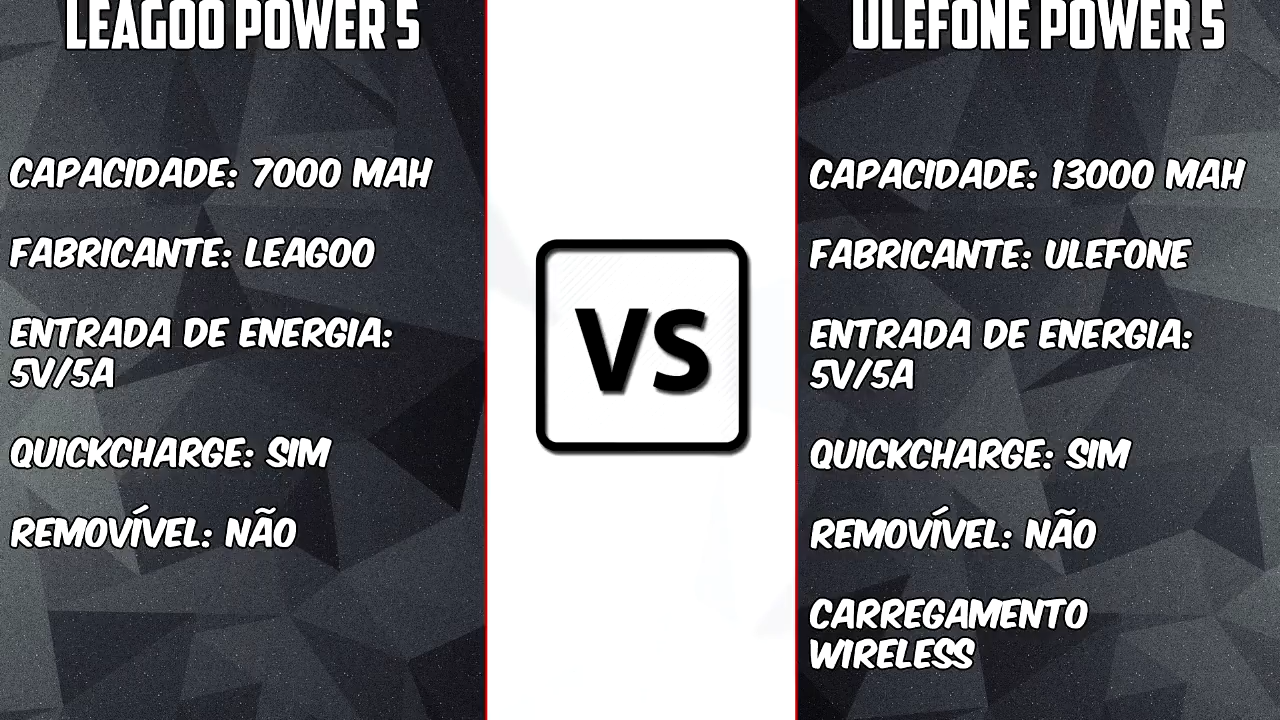 LEAGOO POWER 5
CAPACIDADE: 7000 MAH
FABRICANTE: LEAGOO
ENTRADA DE ENERGIA:
5V/5A
QUICKCHARGE: SIM
REMOVÍVEL: NÃO
VS
ULEFONE POWER 5
CAPACIDADE: 13000 MAH
FABRICANTE: ULEFONE
ENTRADA DE ENERGIA:
5V/5A
QUICKCHARGE: SIM
REMOVÍVEL: NÃO
CARREGAMENTO
WIRELESS